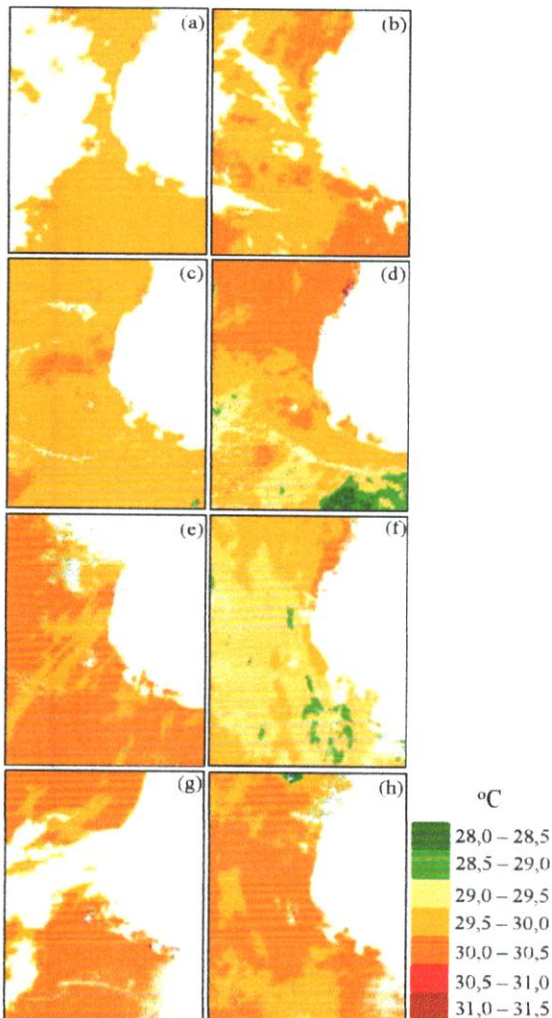 (a)
(b)
(c)
(d)
(e)
(f)
(g)
(h)
ºC
28,0 – 28,5
28,5 – 29,0
29,0 – 29,5
29,5 – 30,0
30.0 – 30,5
30,5 – 31,0
31,0 – 31,5